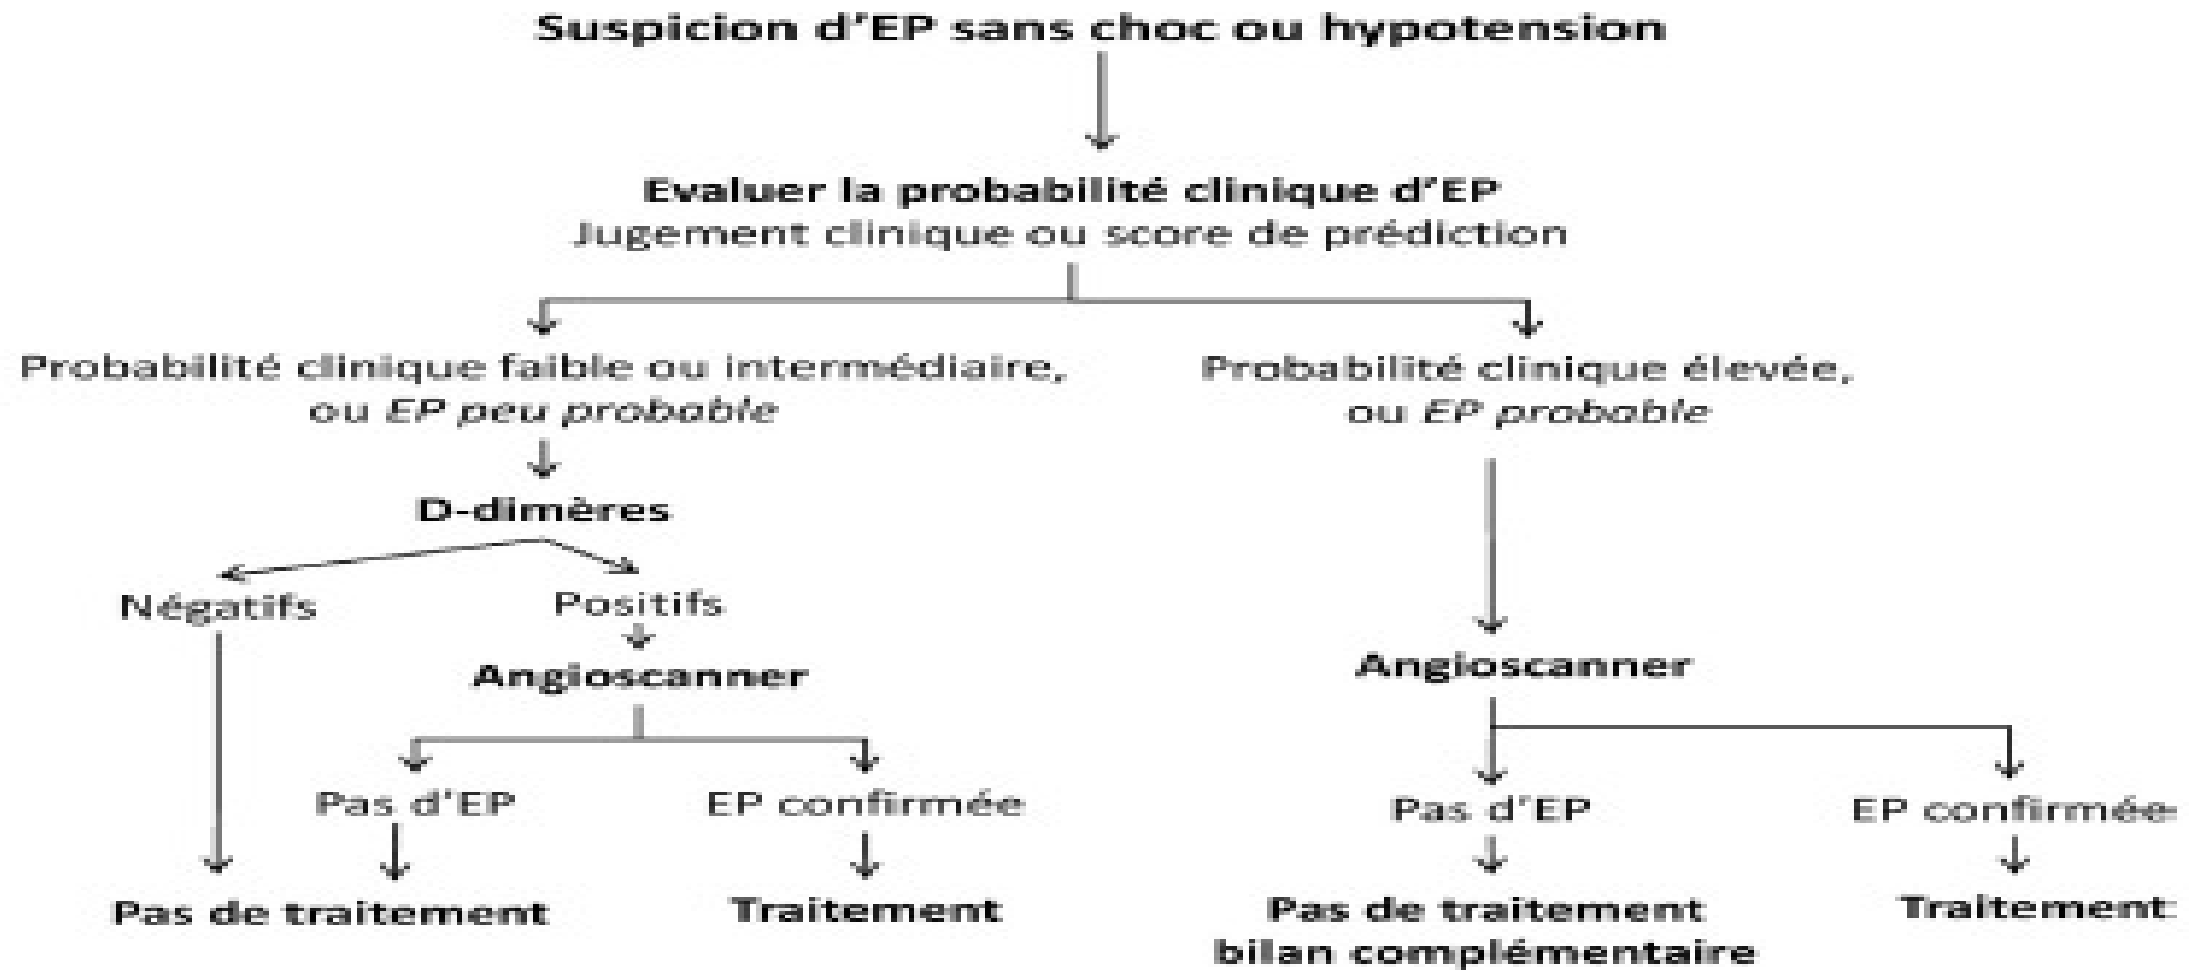 Suspicion d’EP sans choc ou hypotension
Evaluer la probabilité clinique d’EP
Jugement clinique ou score de prédiction
Probabilité clinique faible ou intermédiaire,
ou EP peu probable
Probabilité clinique élevée,
ou EP probable
D-dimères
Négatifs
Positifs
Angioscanner
Angioscanner
Pas d’EP
EP confirmée
Pas d’EP
EP confirmée
Pas de traitement
Traitement
Pas de traitement
bilan complémentaire
Traitement